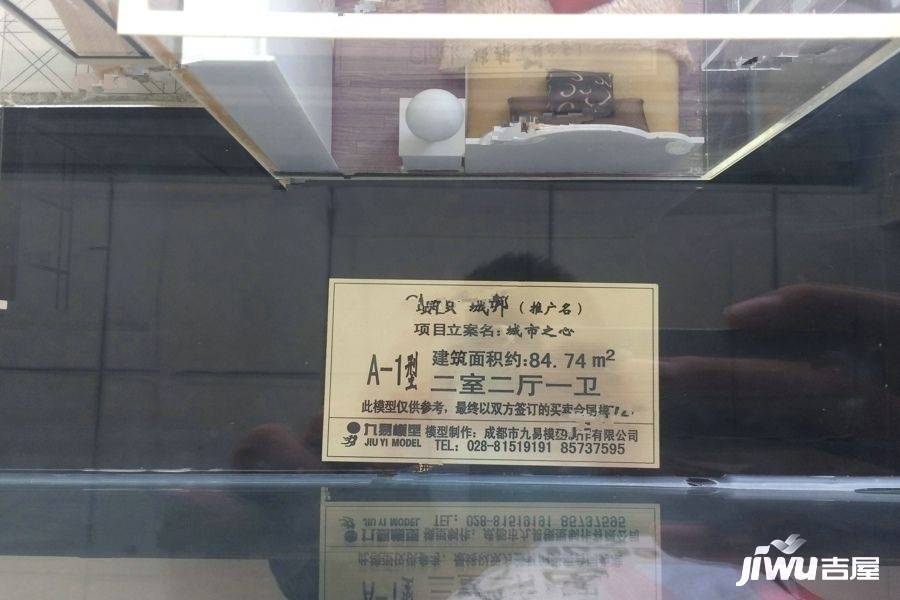 城邦（推广名）
项目立案名：城市之心
A-1型
建筑面积约：84.74m²
二室二厅一卫
此模型仅供参考，最终以双方签订的买卖合同
九易模型
JIU YI MODEL
模型制作：成都市九易模型 有限公司
TEL：028-81519191 85737595
JIWU吉屋